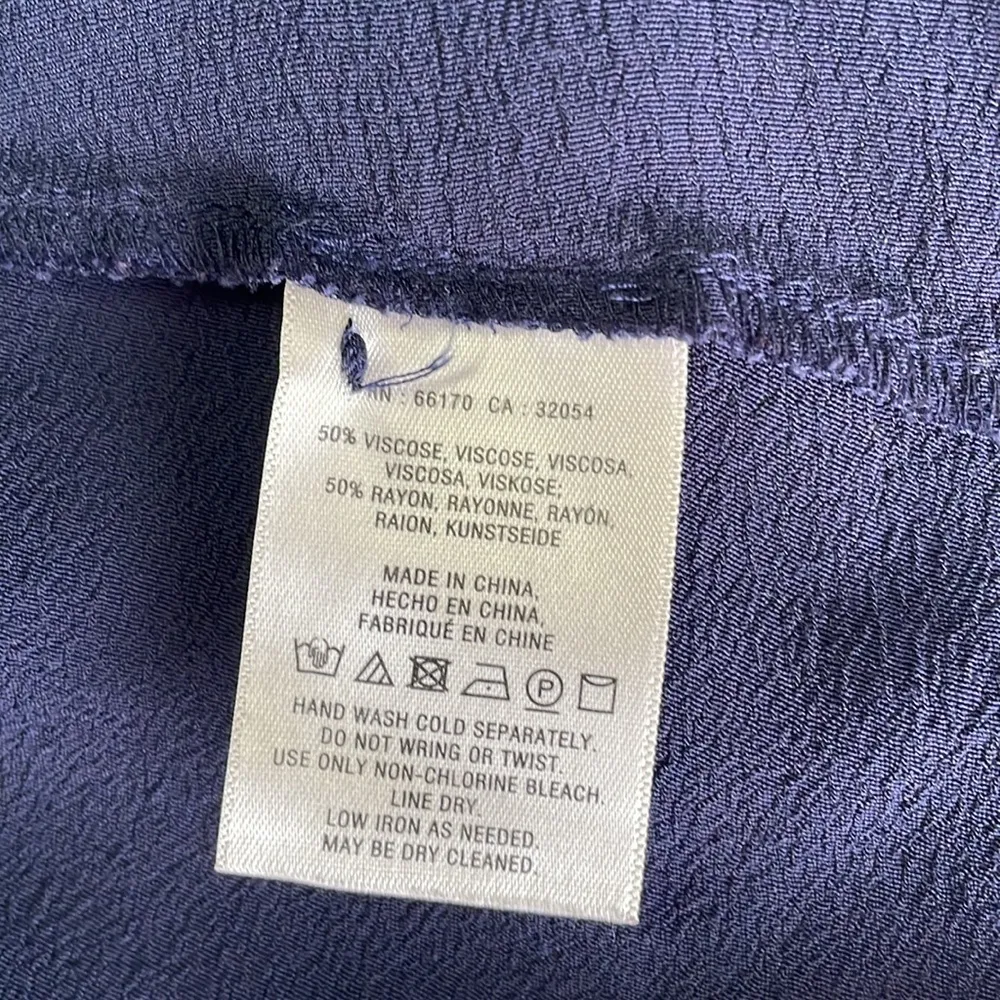 RN : 66170 CA : 32054
50% VISCOSE, VISCOSE, VISCOSA,
VISCOSA, VISKOSE;
50% RAYON, RAYONNE, RAYÓN,
RAION, KUNSTSEIDE
MADE IN CHINA,
HECHO EN CHINA,
FABRIQUÉ EN CHINE
P
HAND WASH COLD SEPARATELY.
DO NOT WRING OR TWIST.
USE ONLY NON-CHLORINE BLEACH.
LINE DRY.
LOW IRON AS NEEDED.
MAY BE DRY CLEANED.